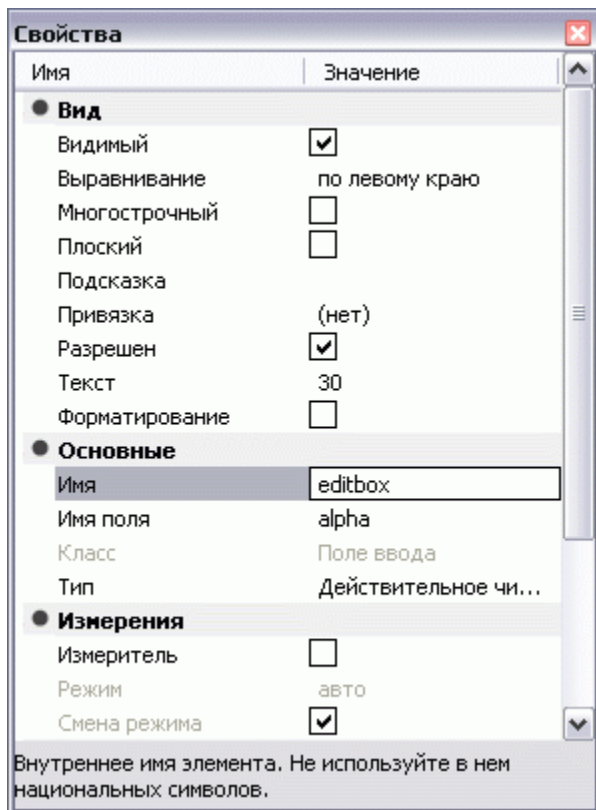 Свойства
Имя Значение
Вид
Видимый
Выравнивание по левому краю
Многострочный
Плоский
Подсказка
Привязка (нет)
Разрешен
Текст 30
Форматирование
Основные
Имя editbox
Имя поля alpha
Класс Поле ввода
Тип Действительное чи...
Измерения
Измеритель
Режим авто
Смена режима
Внутреннее имя элемента. Не используйте в нем
национальных символов.